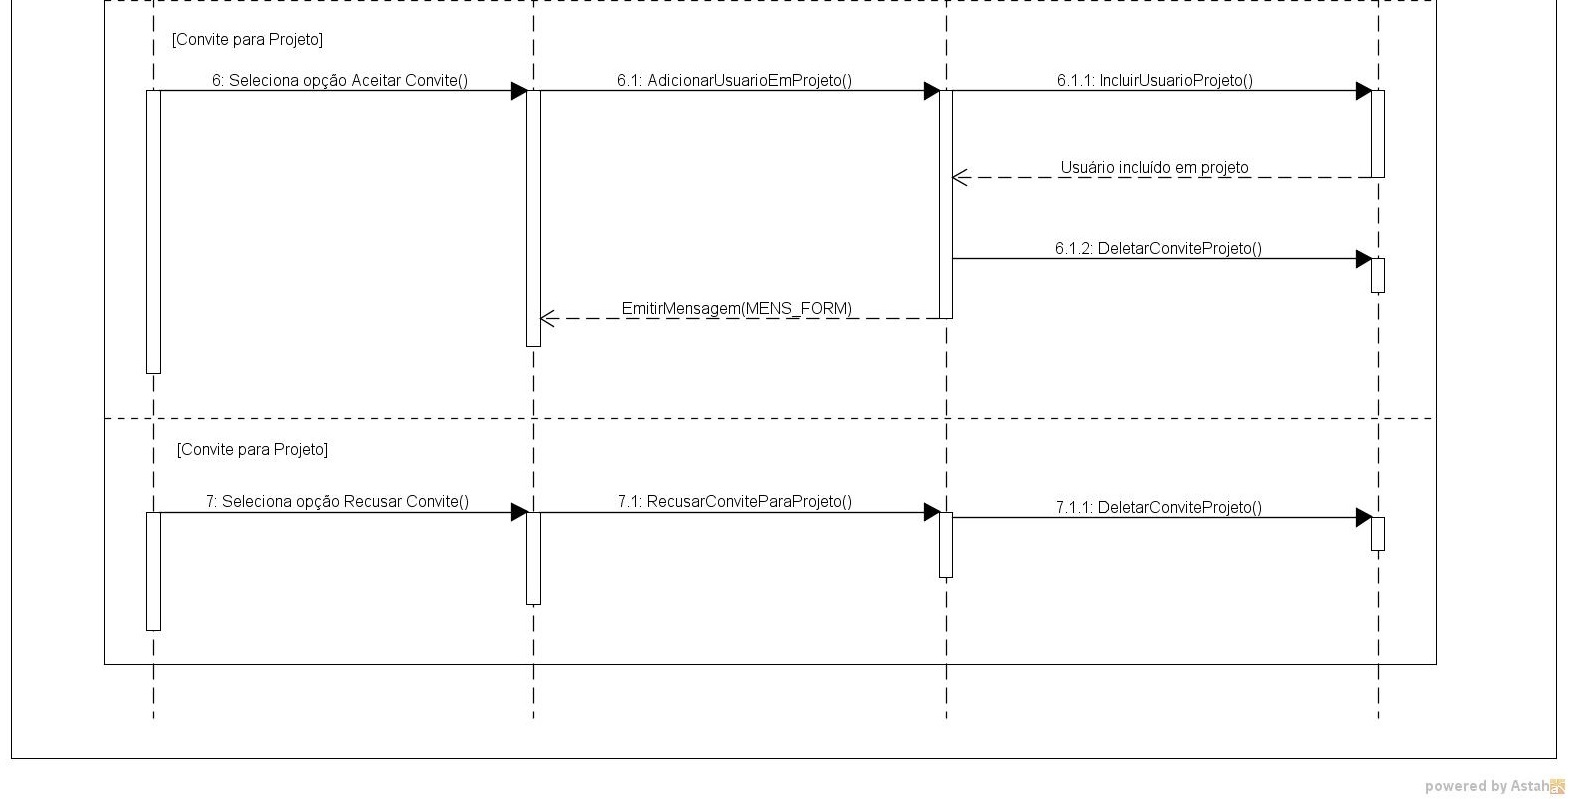 [Convite para Projeto]
6: Seleciona opção Aceitar Convite()
6.1: AdicionarUsuarioEmProjeto()
6.1.1: IncluirUsuarioProjeto()
Usuário incluído em projeto
6.1.2: DeletarConviteProjeto()
EmitirMensagem(MENS_FORM)
[Convite para Projeto]
7: Seleciona opção Recusar Convite()
7.1: RecusarConviteParaProjeto()
7.1.1: DeletarConviteProjeto()
powered by Astah